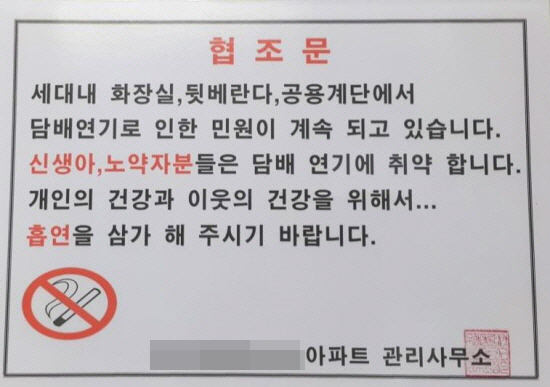 협 조 문
세대내 화장실,뒷베란다,공용계단에서
담배연기로 인한 민원이 계속 되고 있습니다.
신생아,노약자분들은 담배 연기에 취약 합니다.
개인의 건강과 이웃의 건강을 위해서...
흡연을 삼가 해 주시기 바랍니다.
아파트 관리사무소